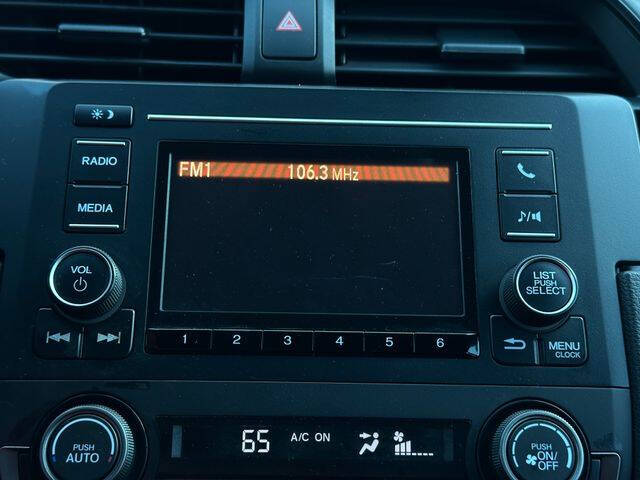 RADIO
MEDIA
FM1 106.3 MHz
VOL
LIST
PUSH
SELECT
1 2 3 4 5 6
MENU
CLOCK
PUSH
AUTO
65 A/C ON
PUSH
ON/
OFF